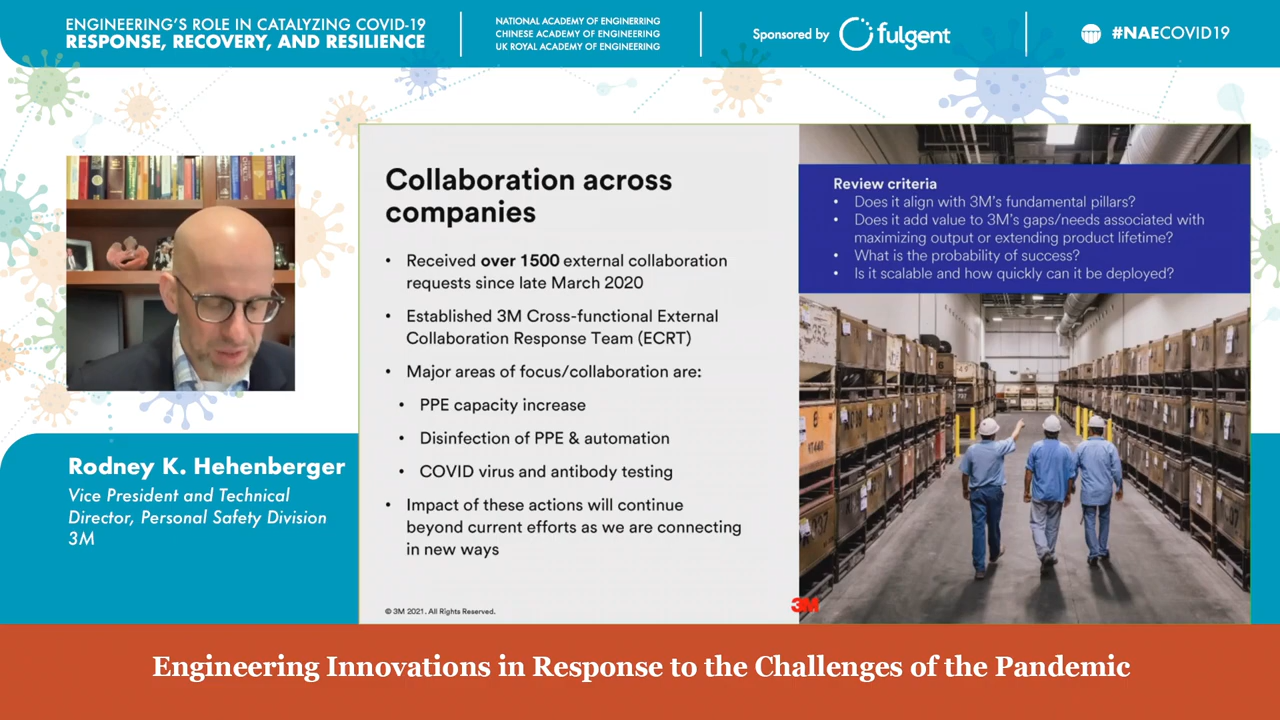 ENGINEERING'S ROLE IN CATALYZING COVID-19
RESPONSE, RECOVERY, AND RESILIENCE
NATIONAL ACADEMY OF ENGINERRING
CHINESE ACADEMY OF ENGINEERING
UK ROYAL ACADEMY OF ENGINEERING
Sponsored by fulgent
#NAECOVID19
Rodney K. Hehenberger
Vice President and Technical
Director, Personal Safety Division
3M
Collaboration across
companies
• Received over 1500 external collaboration
requests since late March 2020
• Established 3M Cross-functional External
Collaboration Response Team (ECRT)
• Major areas of focus/collaboration are:
• PPE capacity increase
• Disinfection of PPE & automation
• COVID virus and antibody testing
• Impact of these actions will continue
beyond current efforts as we are connecting
in new ways
© 3M 2021. All Rights Reserved.
3M
Review criteria
• Does it align with 3M's fundamental pillars?
• Does it add value to 3M's gaps/needs associated with
maximizing output or extending product lifetime?
• What is the probability of success?
• Is it scalable and how quickly can it be deployed?
Engineering Innovations in Response to the Challenges of the Pandemic